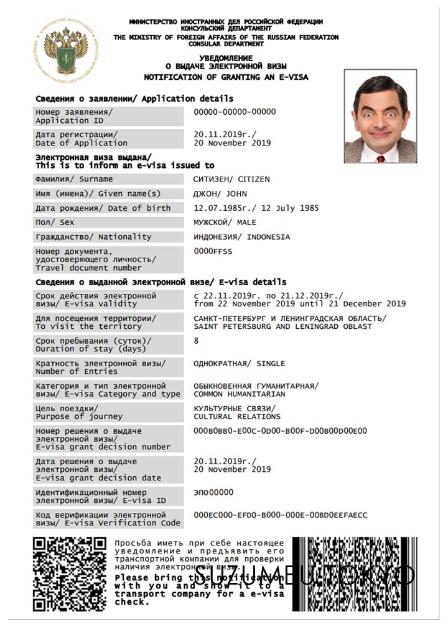 МИНИСТЕРСТВО ИНОСТРАННЫХ ДЕЛ РОССИЙСКОЙ ФЕДЕРАЦИИ
КОНСУЛЬСКИЙ ДЕПАРТАМЕНТ
THE MINISTRY OF FOREIGN AFFAIRS OF THE RUSSIAN FEDERATION
CONSULAR DEPARTMENT
УВЕДОМЛЕНИЕ
О ВЫДАЧЕ ЭЛЕКТРОННОЙ ВИЗЫ
NOTIFICATION OF GRANTING AN E-VISA
Сведения о заявлении/ Application details
Номер заявления/ 00000-00000-00000
Application ID
Дата регистрации/ 20.11.2019г./
Date of Application 20 November 2019
Электронная виза выдана/
This is to inform an e-visa issued to
Фамилия/ Surname СИТИЗЕН/ CITIZEN
Имя (имена)/ Given name(s) ДЖОН/ JOHN
Дата рождения/ Date of birth 12.07.1985г./ 12 July 1985
Пол/ Sex МУЖСКОЙ/ MALE
Гражданство/ Nationality ИНДОНЕЗИЯ/ INDONESIA
Номер документа, 0000FFSS
удостоверяющего личность/
Travel document number
Сведения о выданной электронной визе/ E-visa details
Срок действия электронной с 22.11.2019г. по 21.12.2019г./
визы/ E-visa validity from 22 November 2019 until 21 December 2019
Для посещения территории/ САНКТ-ПЕТЕРБУРГ И ЛЕНИНГРАДСКАЯ ОБЛАСТЬ/
To visit the territory SAINT PETERSBURG AND LENINGRAD OBLAST
Срок пребывания (суток)/ 8
Duration of stay (days)
Кратность электронной визы/ ОДНОКРАТНАЯ/ SINGLE
Number of Entries
Категория и тип электронной ОБЫКНОВЕННАЯ ГУМАНИТАРНАЯ/
визы/ E-visa Category and type COMMON HUMANITARIAN
Цель поездки/ КУЛЬТУРНЫЕ СВЯЗИ/
Purpose of journey CULTURAL RELATIONS
Номер решения о выдаче 000B0BB0-E00C-0D00-B00F-D00B00D00E00
электронной визы/
E-visa grant decision number
Дата решения о выдаче 20.11.2019г./
электронной визы/ 20 November 2019
E-visa grant decision date
Идентификационный номер ЭПО00000
электронной визы/ E-visa ID
Код верификации электронной 000EC000-EFD0-B000-000E-00BD0EEFAECC
визы/ E-visa Verification Code
Просьба иметь при себе настоящее
уведомление и предъявить его
транспортной компании для проверки
наличия электронной визы.
Please bring this notification
with you and show it to a
transport company for a e-visa
check.
SUZUMEU.TOKYO